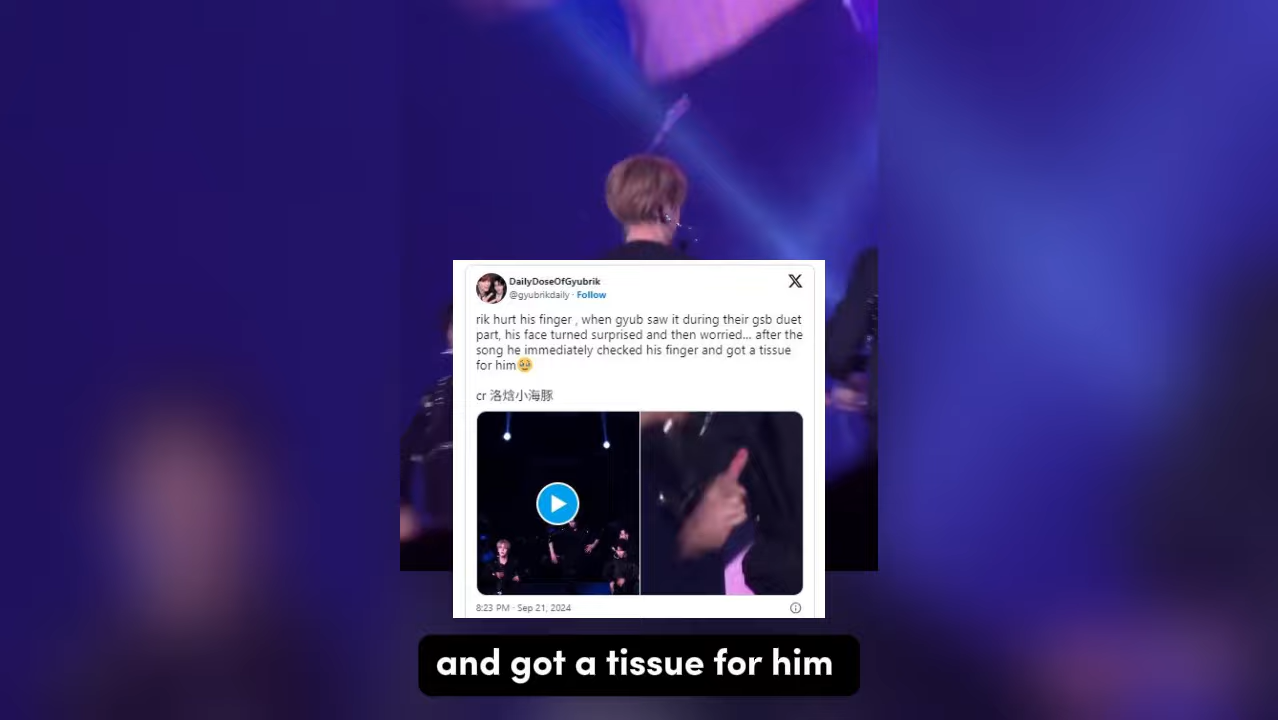 DailyDoseOfGyubrik
@gyubrikdaily · Follow
rik hurt his finger , when gyub saw it during their gsb duet
part, his face turned surprised and then worried... after the
song he immediately checked his finger and got a tissue
for him🥹
cr 洛焓小海豚
8:23 PM · Sep 21, 2024
and got a tissue for him